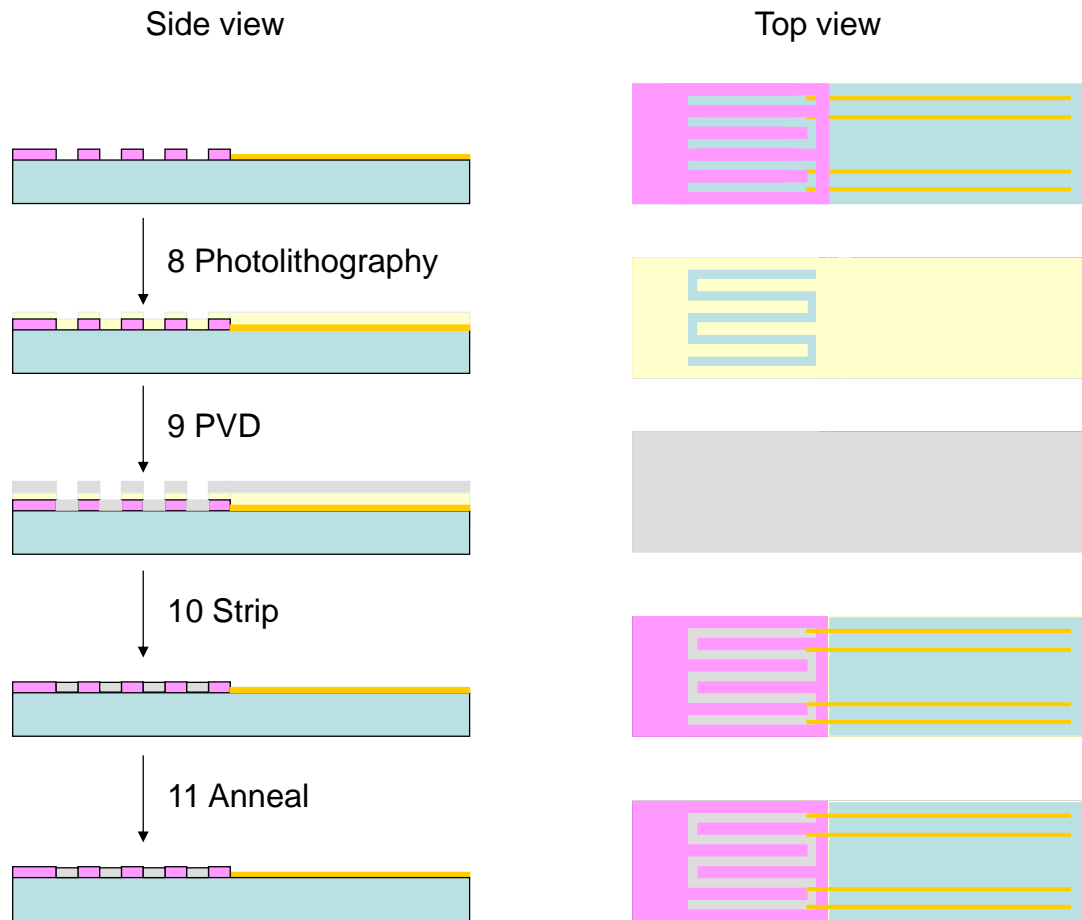 Side view
Top view
8 Photolithography
9 PVD
10 Strip
11 Anneal